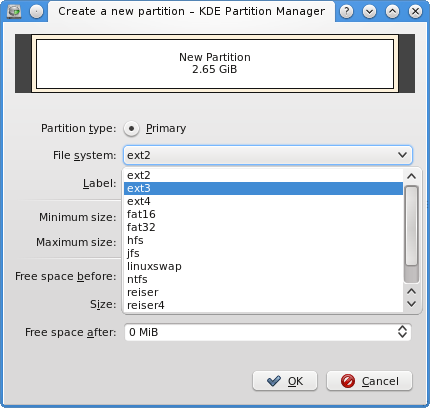 Create a new partition – KDE Partition Manager
New Partition
2.65 GiB
Partition type: Primary
File system: ext2
Label:
ext2
ext3
ext4
fat16
fat32
hfs
jfs
linuxswap
ntfs
reiser
reiser4
Minimum size:
Maximum size:
Free space before:
Size:
Free space after: 0 MiB
OK Cancel